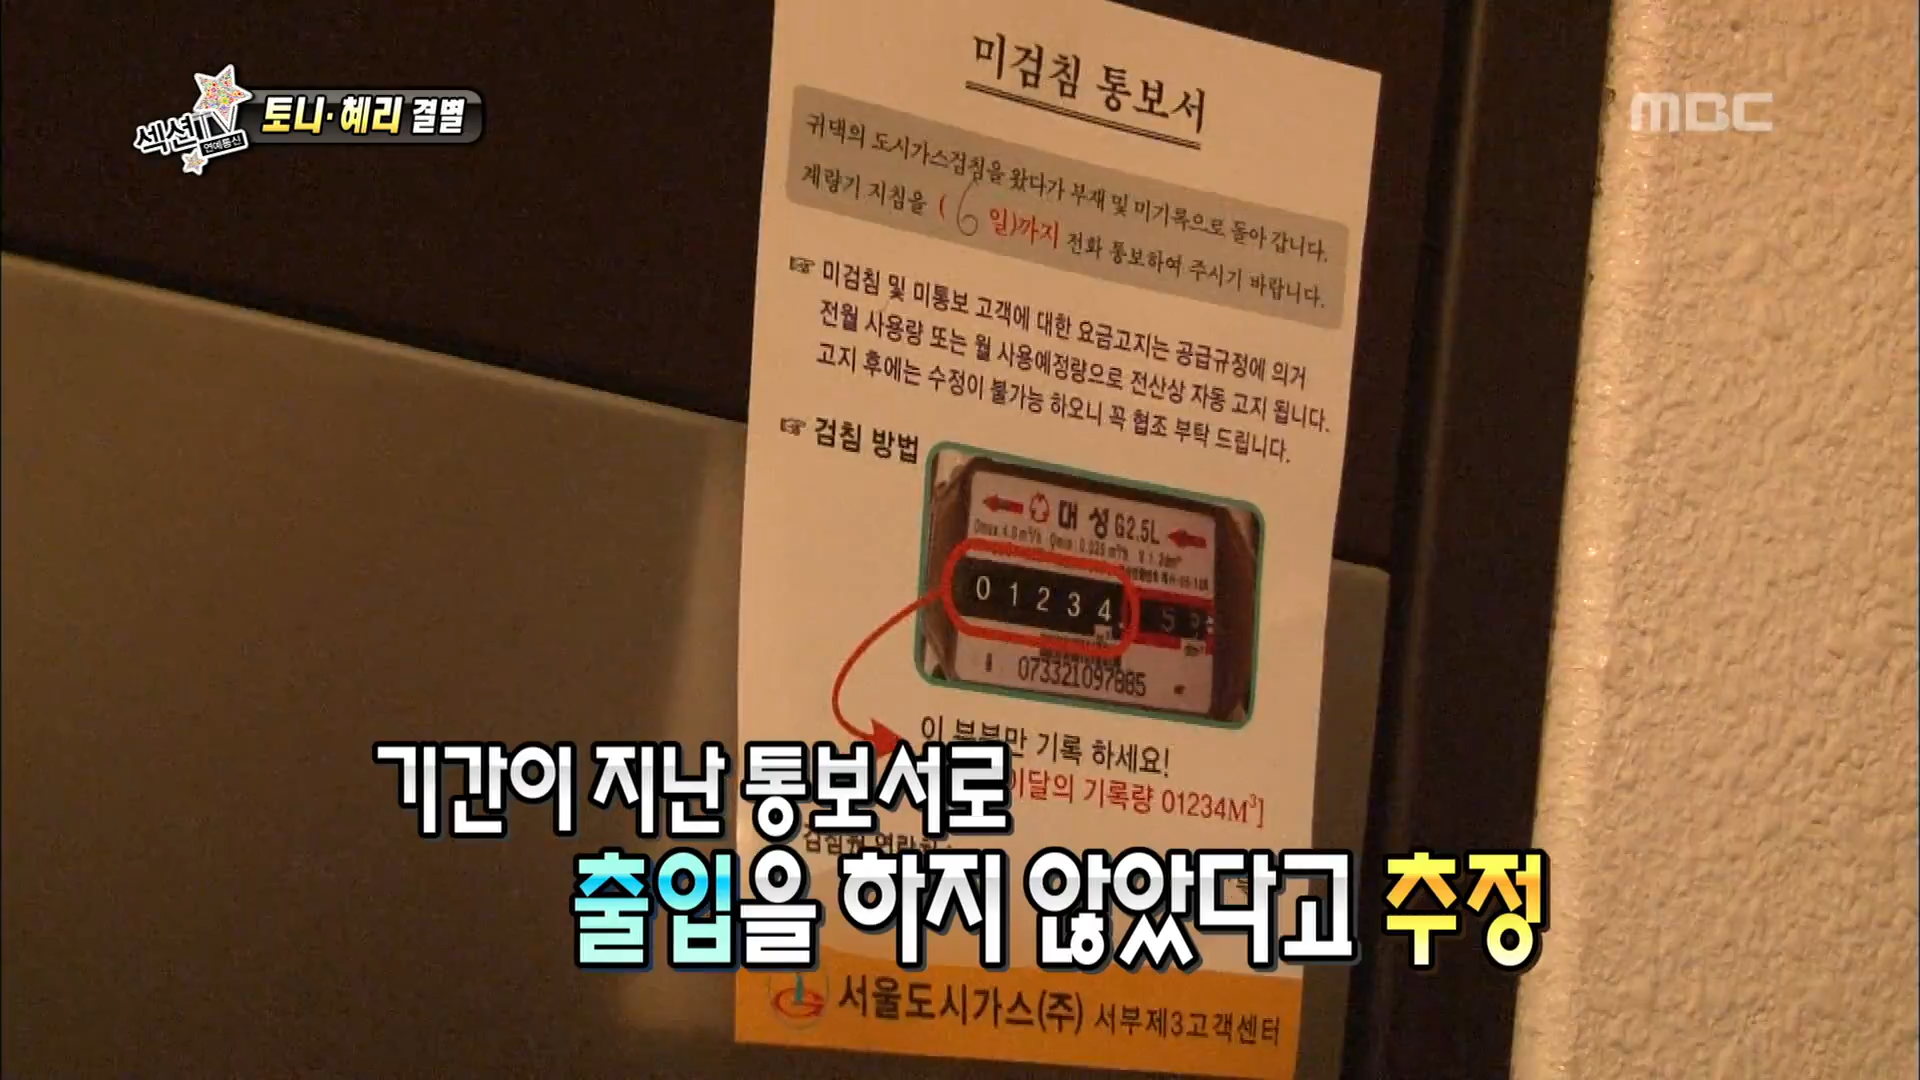 섹션TV
연예통신
토니·혜리 결별
MBC
미검침 통보서
귀댁의 도시가스검침을 왔다가 부재 및 미기록으로 돌아 갑니다.
계량기 지침을 ( 6 일)까지 전화 통보하여 주시기 바랍니다.
☞ 미검침 및 미통보 고객에 대한 요금고지는 공급규정에 의거
전월 사용량 또는 월 사용예정량으로 전산상 자동 고지 됩니다.
고지 후에는 수정이 불가능 하오니 꼭 협조 부탁 드립니다.
☞ 검침 방법
대성 G2.5L
01234
073321097885
이 부분만 기록 하세요!
이달의 기록량 01234M³]
기간이 지난 통보서로
출입을 하지 않았다고 추정
서울도시가스(주) 서부제3고객센터